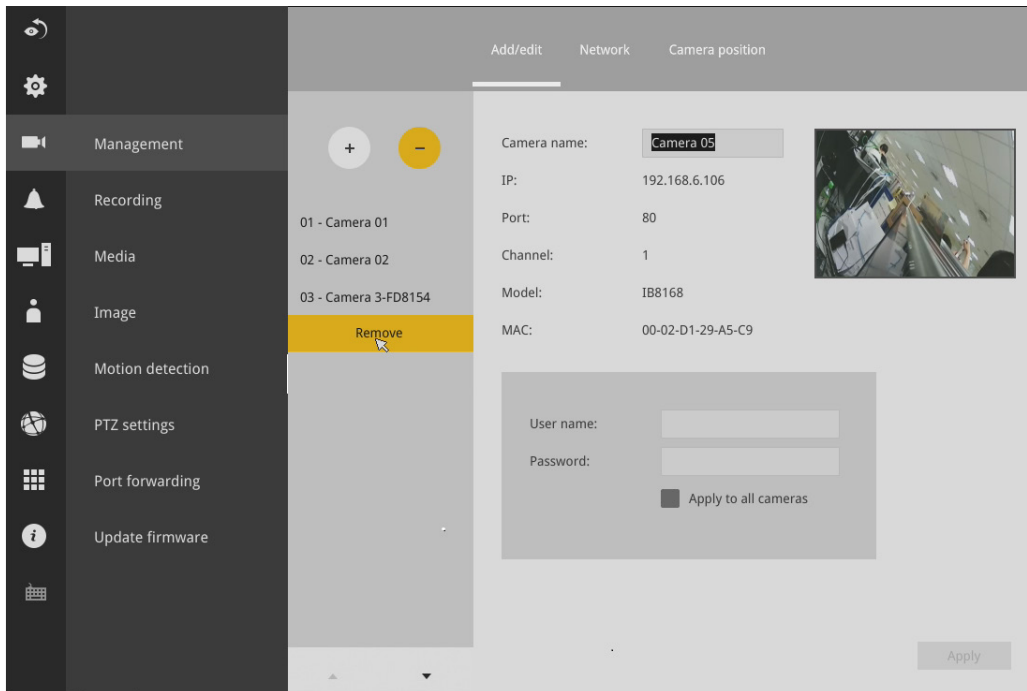 Add/edit Network Camera position
Management
Recording
Media
Image
Motion detection
PTZ settings
Port forwarding
Update firmware
+ −
01 - Camera 01
02 - Camera 02
03 - Camera 3-FD8154
Remove
Camera name: Camera 05
IP: 192.168.6.106
Port: 80
Channel: 1
Model: IB8168
MAC: 00-02-D1-29-A5-C9
User name:
Password:
Apply to all cameras
Apply